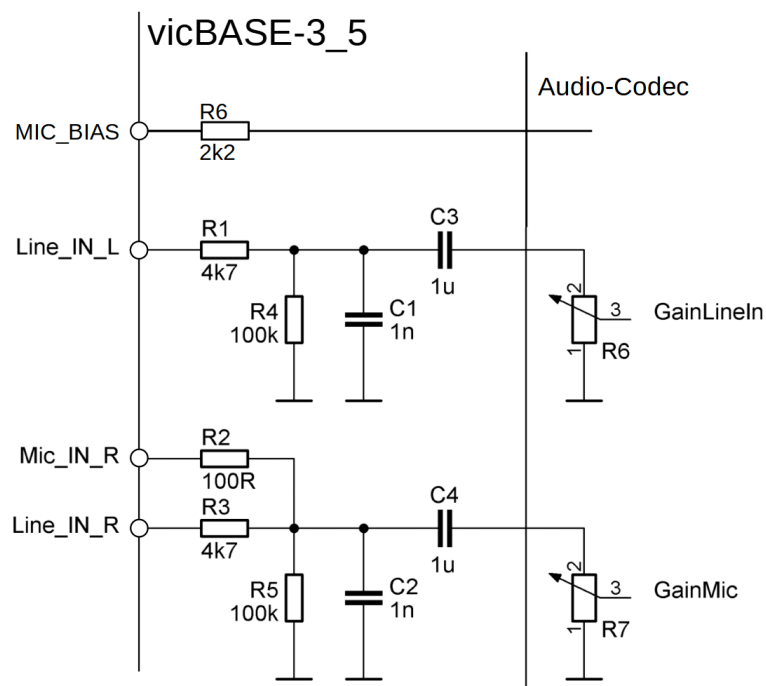 vicBASE-3_5
Audio-Codec
MIC_BIAS
R6
2k2
Line_IN_L
R1
4k7
R4
100k
C1
1n
C3
1u
2
3
1
R6
GainLineIn
Mic_IN_R
R2
100R
Line_IN_R
R3
4k7
R5
100k
C2
1n
C4
1u
2
3
1
R7
GainMic